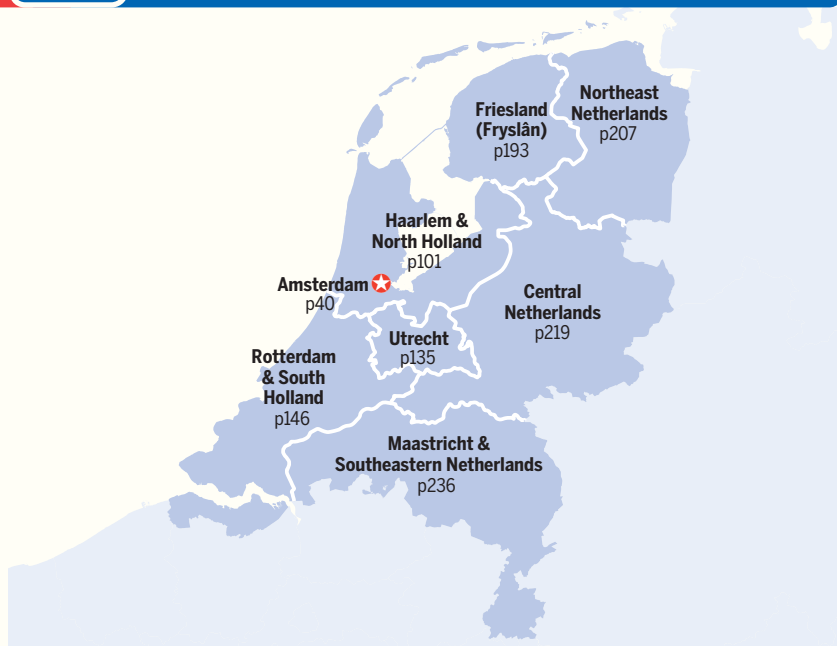 Northeast
Netherlands
p207
Friesland
(Fryslân)
p193
Haarlem &
North Holland
p101
Amsterdam
p40
Central
Netherlands
p219
Utrecht
p135
Rotterdam
& South
Holland
p146
Maastricht &
Southeastern Netherlands
p236